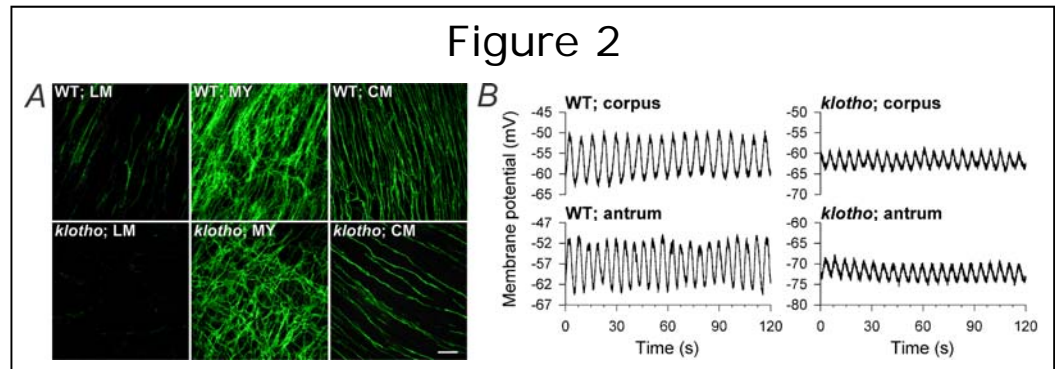 Figure 2
A
WT; LM
WT; MY
WT; CM
klotho; LM
klotho; MY
klotho; CM
B
Membrane potential (mV)
WT; corpus
-45
-50
-55
-60
-65
klotho; corpus
-50
-55
-60
-65
-70
WT; antrum
-47
-52
-57
-62
-67
0 30 60 90 120
Time (s)
klotho; antrum
-60
-65
-70
-75
-80
0 30 60 90 120
Time (s)